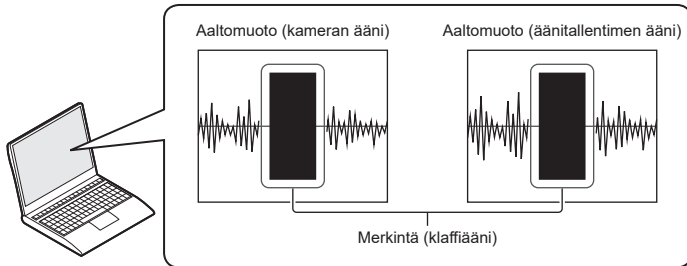 Aaltomuoto (kameran ääni)
Aaltomuoto (äänitallentimen ääni)
Merkintä (klaffiääni)